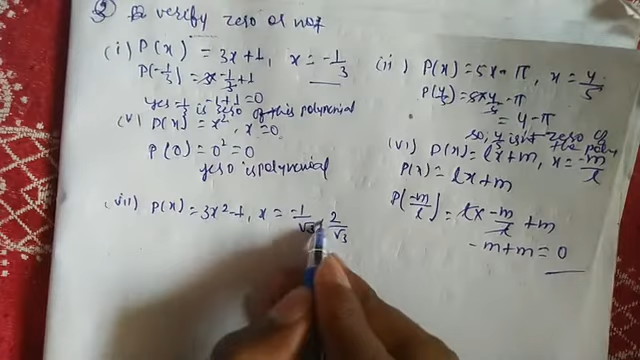 ② verify zero or not
(i) P(x) = 3x+1, x = -1/3
P(-1/3) = 3x -1/3 +1
-1+1=0
yes -1/3 is zero of this polynomial
(ii) P(x) = 5x - π, x = 4/5
P(4/5) = 5x4/5 - π
= 4-π
so, 4 isn't zero of the poly
(v) P(x) = x², x = 0
P(0) = 0² = 0
yes 0 is polynomial
(vi) P(x) = lx+m, x = -m/l
P(x) = lx+m
P(-m/l) = lx -m/l +m
-m+m=0
(vii) P(x) = 3x²-1, x = -1/√3, 2/√3